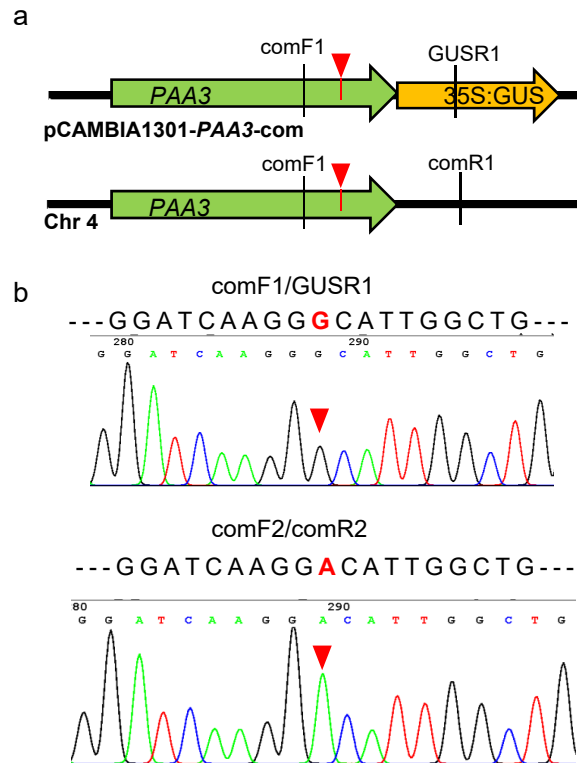 a
comF1 GUSR1
PAA3 35S:GUS
pCAMBIA1301-PAA3-com
comF1 comR1
PAA3
Chr 4
b
comF1/GUSR1
---GGATCAAGGGCATTGGCTG---
280 290
G G A T C A A G G G C A T T G G C T G
comF2/comR2
---GGATCAAGGACATTGGCTG---
80 290
G G A T C A A G G A C A T T G G C T G